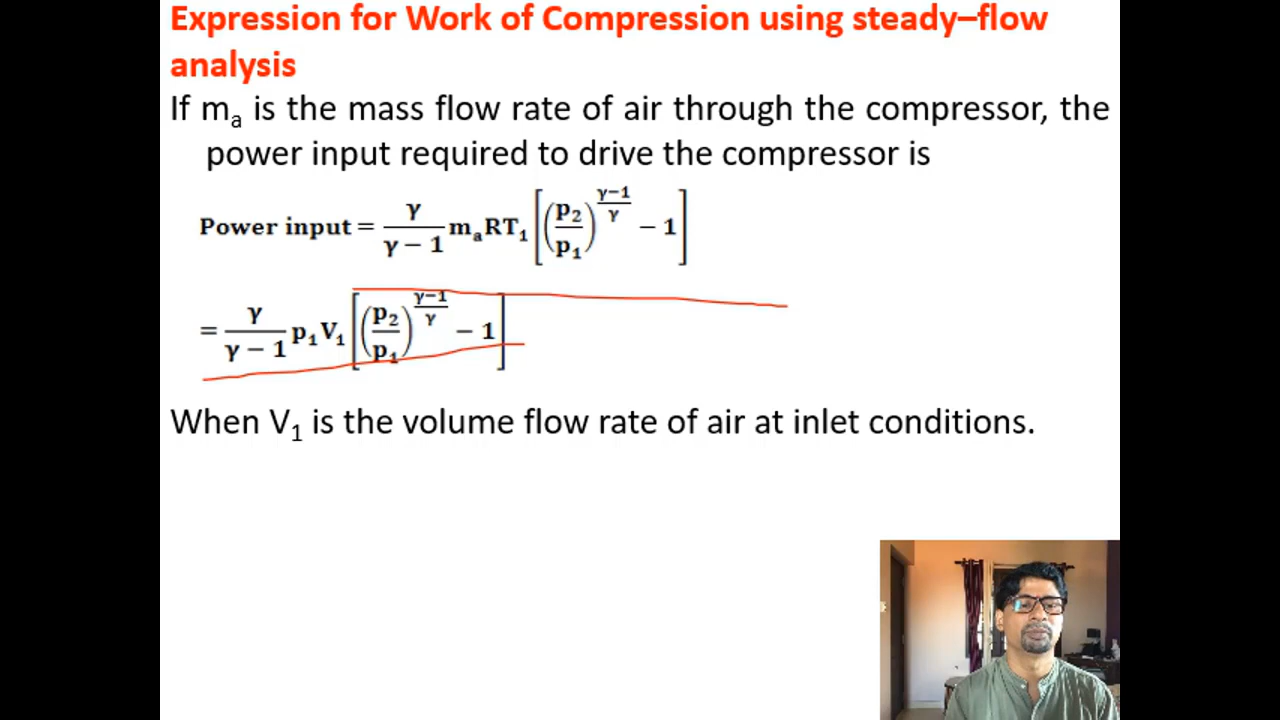 Expression for Work of Compression using steady–flow
analysis
If mₐ is the mass flow rate of air through the compressor, the
power input required to drive the compressor is
Power input = γ/(γ − 1) mₐRT₁ [(p₂/p₁)^((γ−1)/γ) − 1]
= γ/(γ − 1) p₁V₁ [(p₂/p₁)^((γ−1)/γ) − 1]
When V₁ is the volume flow rate of air at inlet conditions.